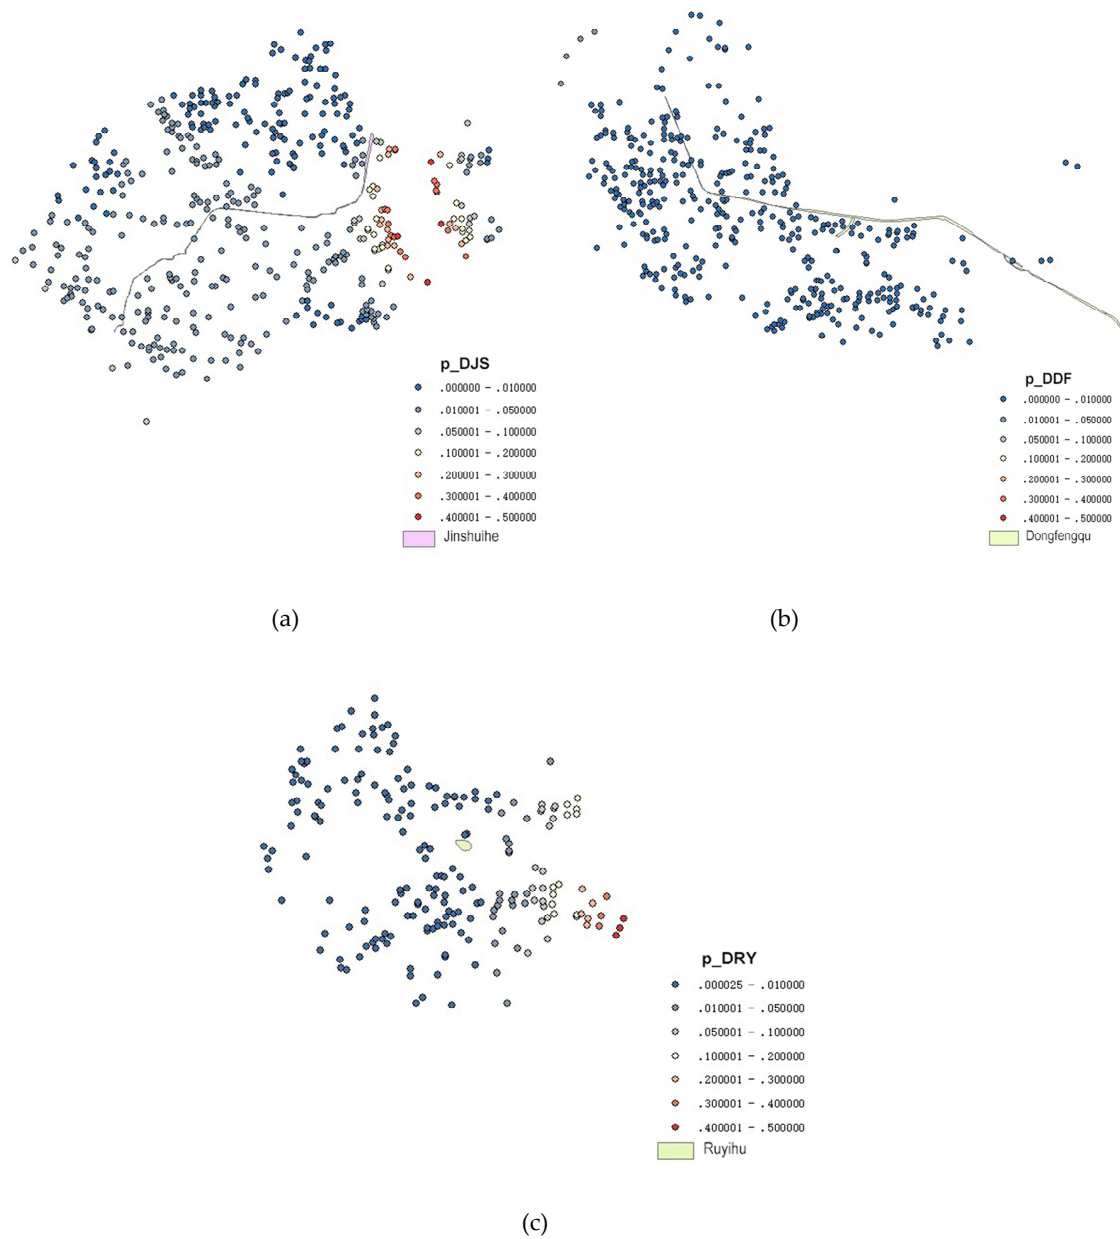 p_DJS
.000000 - .010000
.010001 - .050000
.050001 - .100000
.100001 - .200000
.200001 - .300000
.300001 - .400000
.400001 - .500000
Jinshuihe
(a)
p_DDF
.000000 - .010000
.010001 - .050000
.050001 - .100000
.100001 - .200000
.200001 - .300000
.300001 - .400000
.400001 - .500000
Dongfengqu
(b)
p_DRY
.000025 - .010000
.010001 - .050000
.050001 - .100000
.100001 - .200000
.200001 - .300000
.300001 - .400000
.400001 - .500000
Ruyihu
(c)